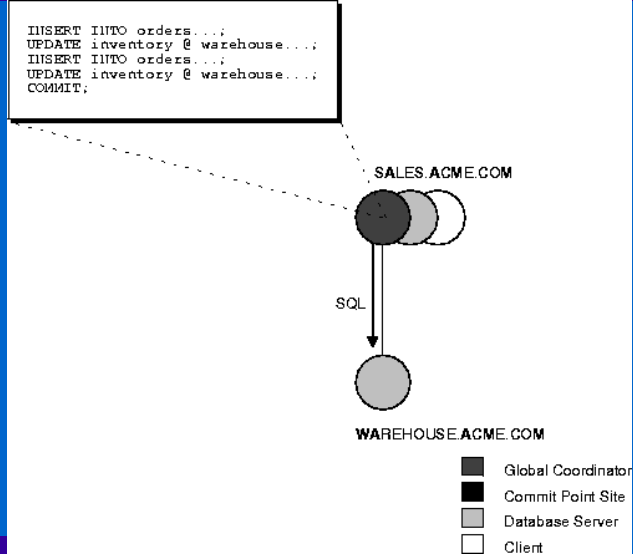 INSERT INTO orders...;
UPDATE inventory @ warehouse...;
INSERT INTO orders...;
UPDATE inventory @ warehouse...;
COMMIT;
SALES.ACME.COM
SQL
WAREHOUSE.ACME.COM
Global Coordinator
Commit Point Site
Database Server
Client